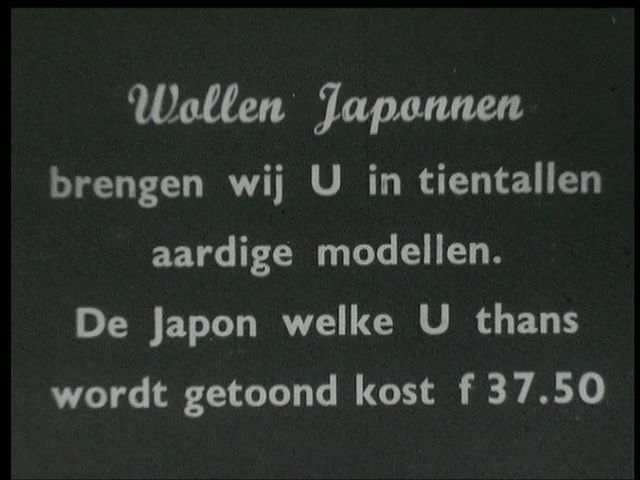 Wollen Japonnen
brengen wij U in tientallen
aardige modellen.
De Japon welke U thans
wordt getoond kost f 37.50